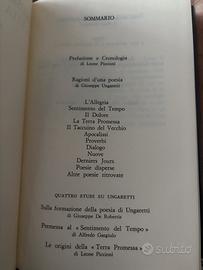 SOMMARIO
Prefazione e Cronologia
di Leone Piccioni
Ragioni d'una poesia
di Giuseppe Ungaretti
L'Allegria
Sentimento del Tempo
Il Dolore
La Terra Promessa
Il Taccuino del Vecchio
Apocalissi
Proverbi
Dialogo
Nuove
Derniers Jours
Poesie disperse
Altre poesie ritrovate
QUATTRO STUDI SU UNGARETTI
Sulla formazione della poesia di Ungaretti
di Giuseppe De Robertis
Premessa al «Sentimento del Tempo»
di Alfredo Gargiulo
Le origini della «Terra Promessa»
di Leone Piccioni
subito